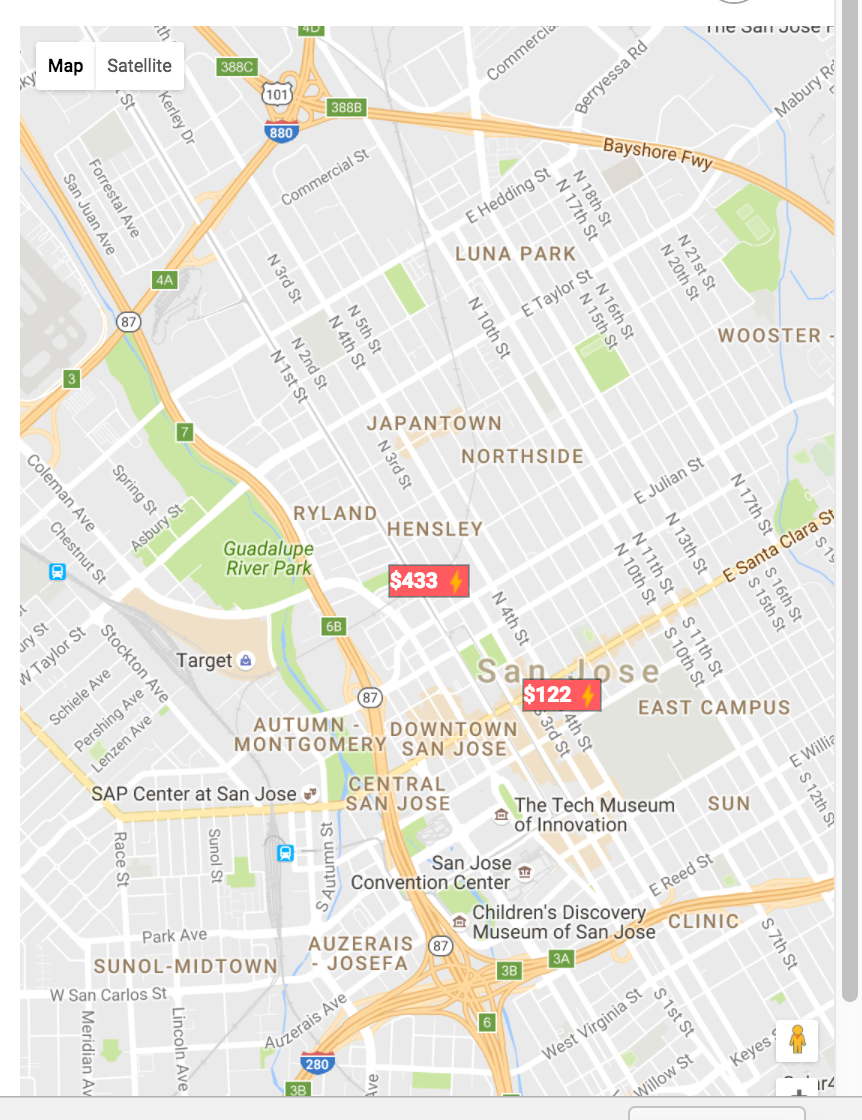 4D
The San Jose F
Map
Satellite
388C
101
388B
880
Commercia
Berryessa Rd
Mabury Rd
Kerley Dr
Bayshore Fwy
Commercial St
Forrestal Ave
San Juan Ave
E Hedding St
N 18th St
N 17th St
LUNA PARK
N 21st St
N 20th St
N 3rd St
4A
E Taylor St
N 16th St
N 15th St
87
N 5th St
N 4th St
N 10th St
WOOSTER -
N 2nd St
N 1st St
3
JAPANTOWN
7
N 3rd St
NORTHSIDE
Coleman Ave
Spring St
Asbury St
E Julian St
N 17th St
RYLAND
HENSLEY
Chestnut St
N 13th St
N 11th St
N 10th St
E Santa Clara St
Guadalupe
River Park
$433
S 16th St
S 15th St
N 4th St
6B
S 11th St
S 10th St
W Taylor St
Stockton Ave
Target
San Jose
Schiele Ave
Pershing Ave
Lenzen Ave
87
$122
EAST CAMPUS
AUTUMN -
MONTGOMERY
DOWNTOWN
SAN JOSE
S 3rd St
4th St
E Willia
SAP Center at San Jose
CENTRAL
SAN JOSE
S 12th St
The Tech Museum
of Innovation
SUN
Race St
Sunol St
S Autumn St
San Jose
Convention Center
E Reed St
Children's Discovery
Museum of San Jose
CLINIC
Park Ave
AUZERAIS
- JOSEFA
87
S 7th St
SUNOL-MIDTOWN
3B
3A
W San Carlos St
Meridian Av
Lincoln Ave
Auzerais Ave
6
West Virginia St
S 1st St
Keyes S
280
Willow St
3B